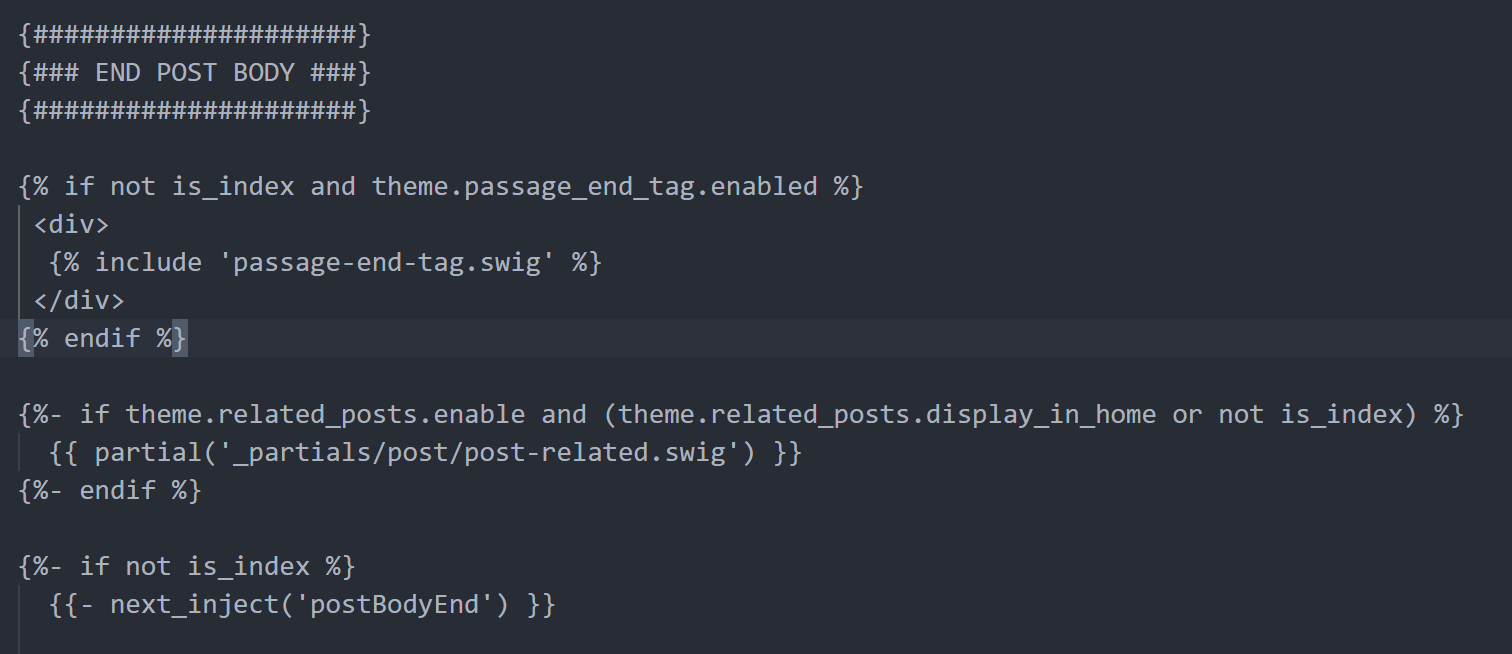 {#####################}
{### END POST BODY ###}
{#####################}
{% if not is_index and theme.passage_end_tag.enabled %}
<div>
{% include 'passage-end-tag.swig' %}
</div>
{% endif %}
{%- if theme.related_posts.enable and (theme.related_posts.display_in_home or not is_index) %}
{{ partial('_partials/post/post-related.swig') }}
{%- endif %}
{%- if not is_index %}
{{- next_inject('postBodyEnd') }}